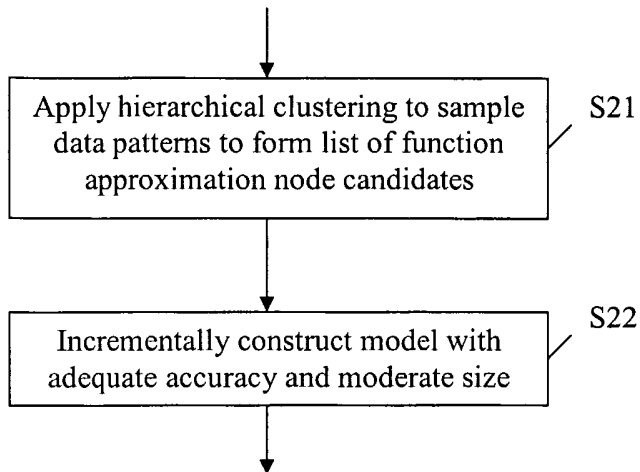 Apply hierarchical clustering to sample
data patterns to form list of function
approximation node candidates
S21
Incrementally construct model with
adequate accuracy and moderate size
S22